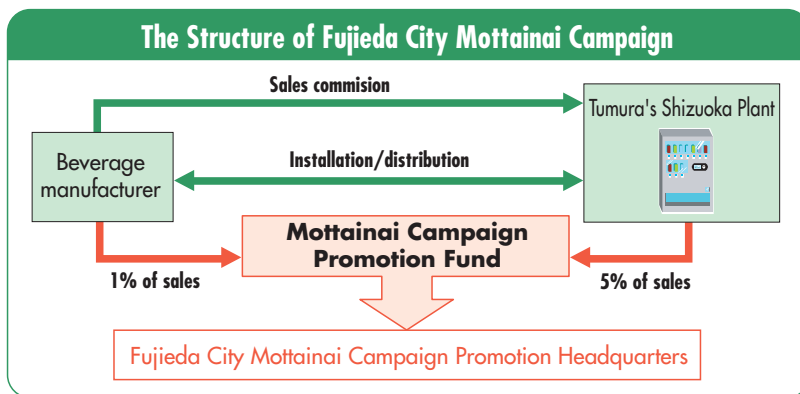 The Structure of Fujieda City Mottainai Campaign
Sales commision
Tumura's Shizuoka Plant
Beverage
manufacturer
Installation/distribution
Mottainai Campaign
Promotion Fund
1% of sales
5% of sales
Fujieda City Mottainai Campaign Promotion Headquarters